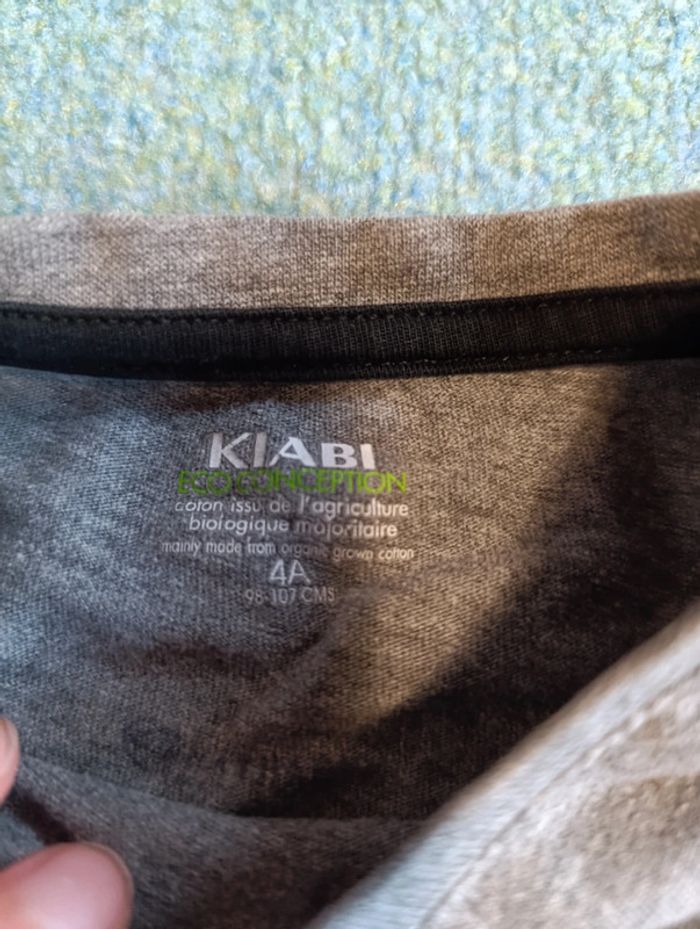 KIABI
ECO CONCEPTION
coton issu de l'agriculture
biologique majoritaire
mainly made from organic grown cotton
4A
98-107 CMS